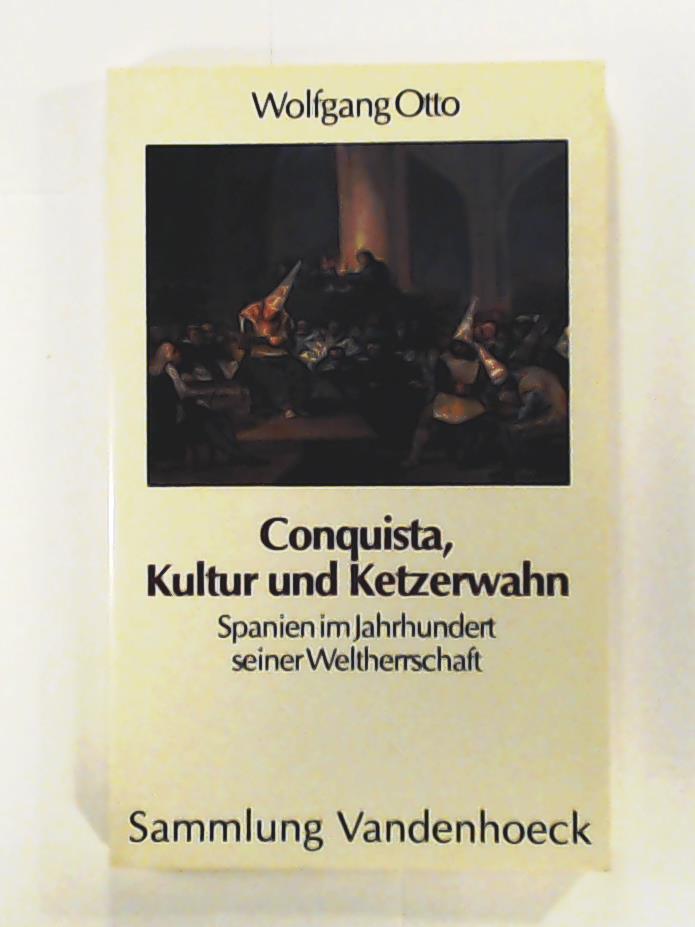 Wolfgang Otto
Conquista,
Kultur und Ketzerwahn
Spanien im Jahrhundert
seiner Weltherrschaft
Sammlung Vandenhoeck